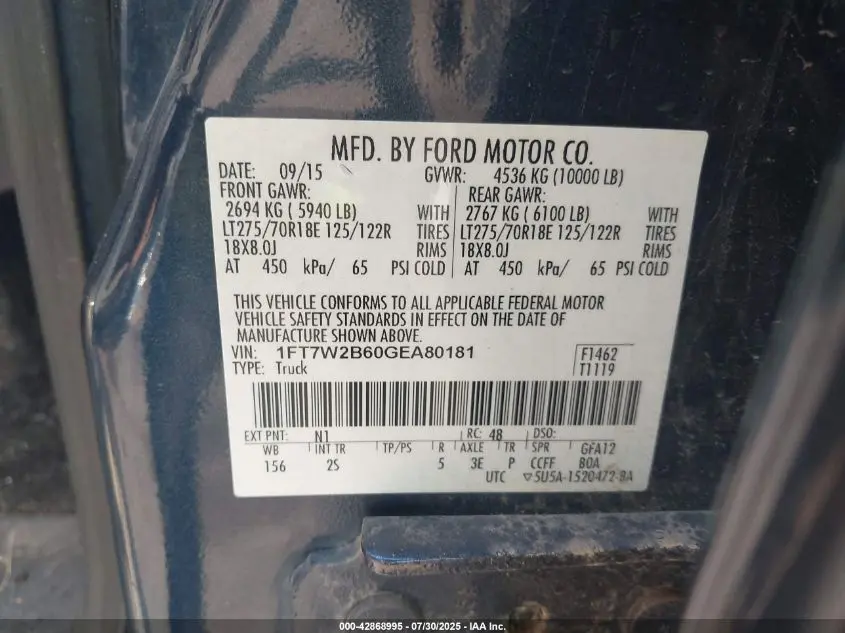 MFD. BY FORD MOTOR CO.
DATE: 09/15 GVWR: 4536 KG (10000 LB)
FRONT GAWR: REAR GAWR:
2694 KG ( 5940 LB) WITH 2767 KG ( 6100 LB) WITH
LT275/70R18E 125/122R TIRES LT275/70R18E 125/122R TIRES
18X8.0J RIMS 18X8.0J RIMS
AT 450 kPa/ 65 PSI COLD AT 450 kPa/ 65 PSI COLD
THIS VEHICLE CONFORMS TO ALL APPLICABLE FEDERAL MOTOR
VEHICLE SAFETY STANDARDS IN EFFECT ON THE DATE OF
MANUFACTURE SHOWN ABOVE.
VIN: 1FT7W2B60GEA80181 F1462
TYPE: Truck T1119
EXT PNT: N1 RC: 48 DSO:
WB INT TR TP/PS R AXLE TR SPR GFA12
156 2S 5 3E P CCFF BOA
UTC ▽5U5A-1520472-BA
000-42868995 - 07/30/2025 - IAA Inc.